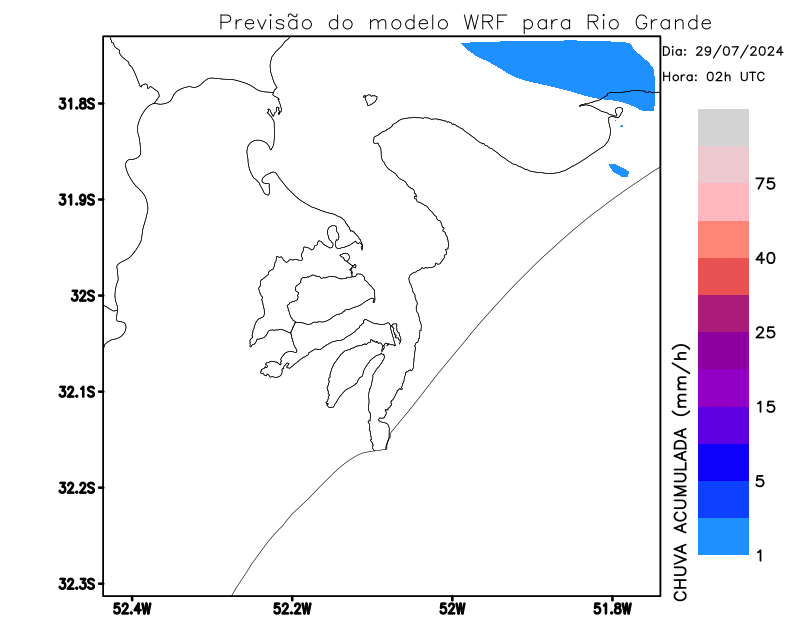 Previsão do modelo WRF para Rio Grande
Dia: 29/07/2024
Hora: 02h UTC
31.8S
31.9S
32S
32.1S
32.2S
32.3S
52.4W
52.2W
52W
51.8W
75
40
25
15
5
1
CHUVA ACUMULADA (mm/h)